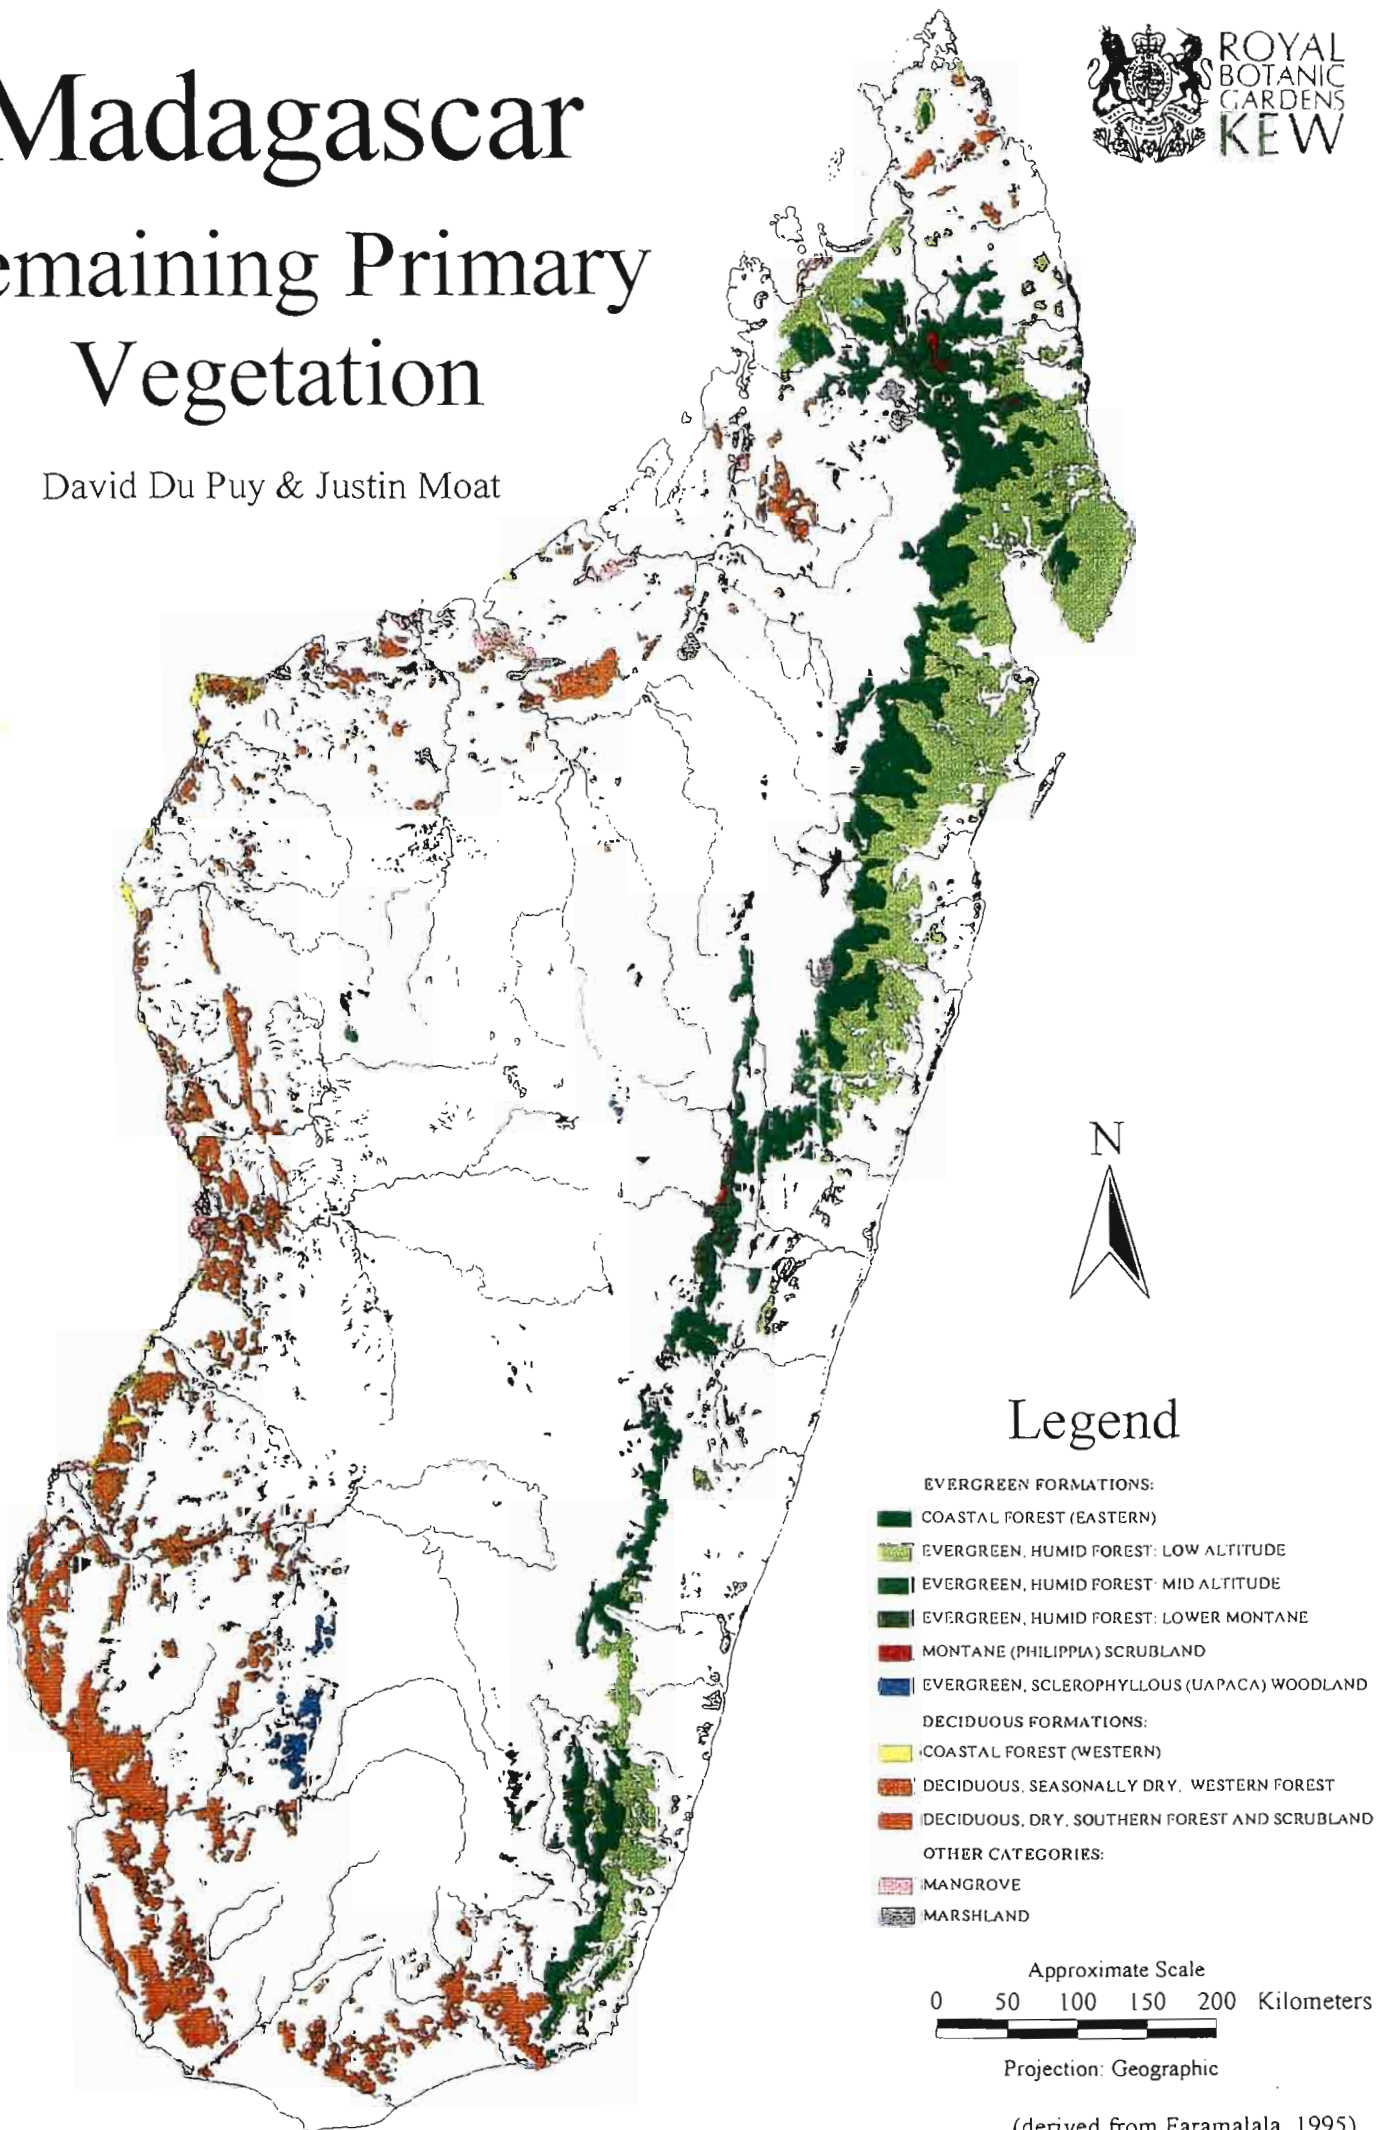 Madagascar
emaining Primary
Vegetation
David Du Puy & Justin Moat
ROYAL
BOTANIC
GARDENS
KEW
N
Legend
EVERGREEN FORMATIONS:
COASTAL FOREST (EASTERN)
EVERGREEN, HUMID FOREST: LOW ALTITUDE
EVERGREEN, HUMID FOREST: MID ALTITUDE
EVERGREEN, HUMID FOREST: LOWER MONTANE
MONTANE (PHILIPPIA) SCRUBLAND
EVERGREEN, SCLEROPHYLLOUS (UAPACA) WOODLAND
DECIDUOUS FORMATIONS:
COASTAL FOREST (WESTERN)
DECIDUOUS, SEASONALLY DRY, WESTERN FOREST
DECIDUOUS, DRY, SOUTHERN FOREST AND SCRUBLAND
OTHER CATEGORIES:
MANGROVE
MARSHLAND
Approximate Scale
0 50 100 150 200 Kilometers
Projection: Geographic
(derived from Faramalala, 1995)